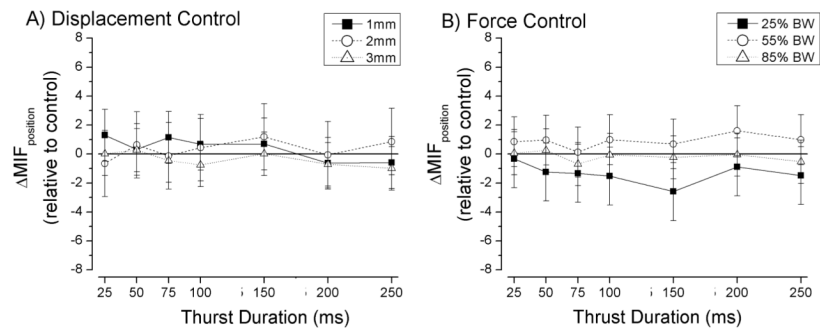 A) Displacement Control
1mm
2mm
3mm
8
6
4
2
0
-2
-4
-6
-8
ΔMIFposition
(relative to control)
25 50 75 100 150 200 250
Thurst Duration (ms)
B) Force Control
25% BW
55% BW
85% BW
8
6
4
2
0
-2
-4
-6
-8
ΔMIFposition
(relative to control)
25 50 75 100 150 200 250
Thrust Duration (ms)